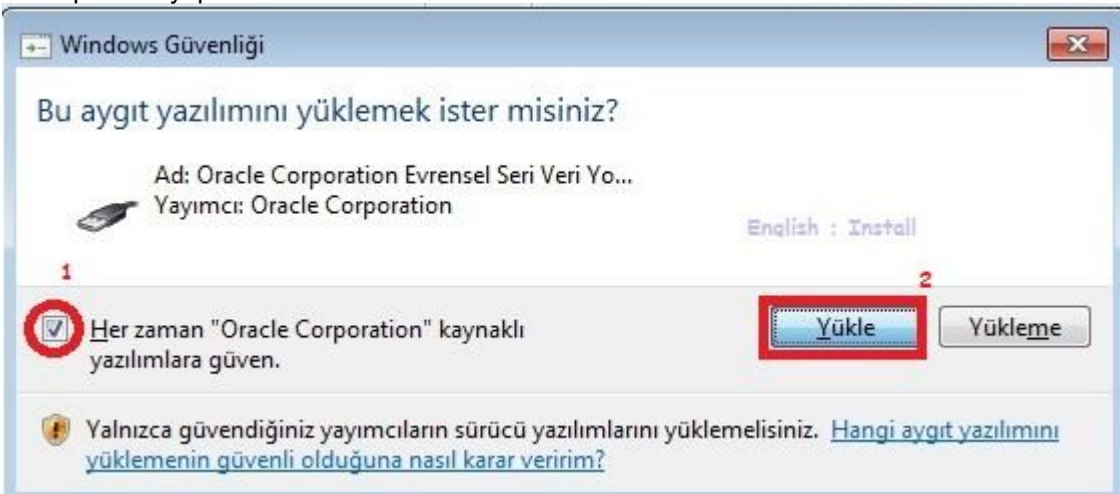 Windows Güvenliği
Bu aygıt yazılımını yüklemek ister misiniz?
Ad: Oracle Corporation Evrensel Seri Veri Yo...
Yayımcı: Oracle Corporation
English : Install
1
2
Her zaman "Oracle Corporation" kaynaklı
yazılımlara güven.
Yükle
Yükleme
Yalnızca güvendiğiniz yayımcıların sürücü yazılımlarını yüklemelisiniz. Hangi aygıt yazılımını
yüklemenin güvenli olduğuna nasıl karar veririm?